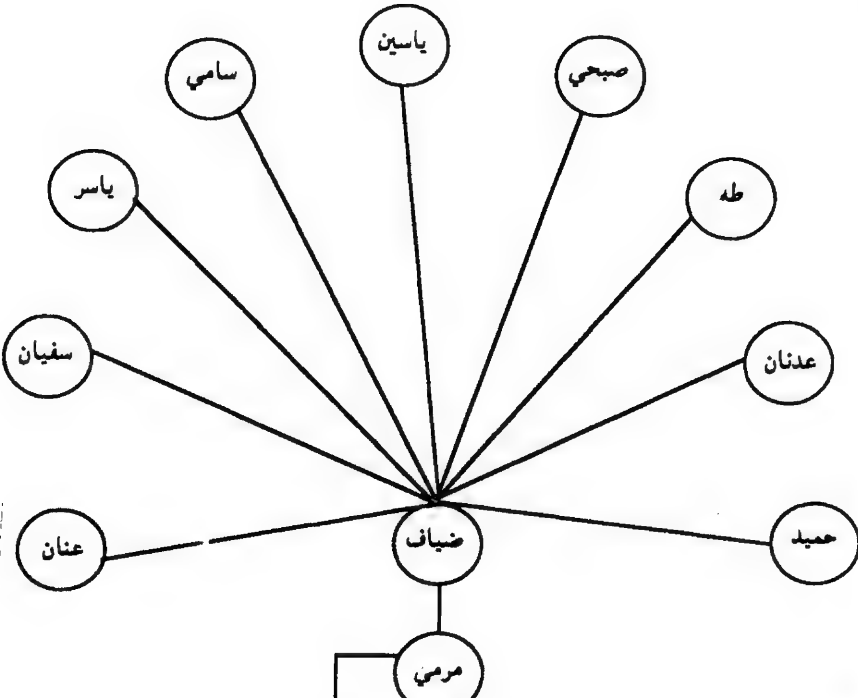 ياسين
صبحي
سامي
طه
ياسر
عدنان
سفيان
حميد
ضياف
عنان
مرمي